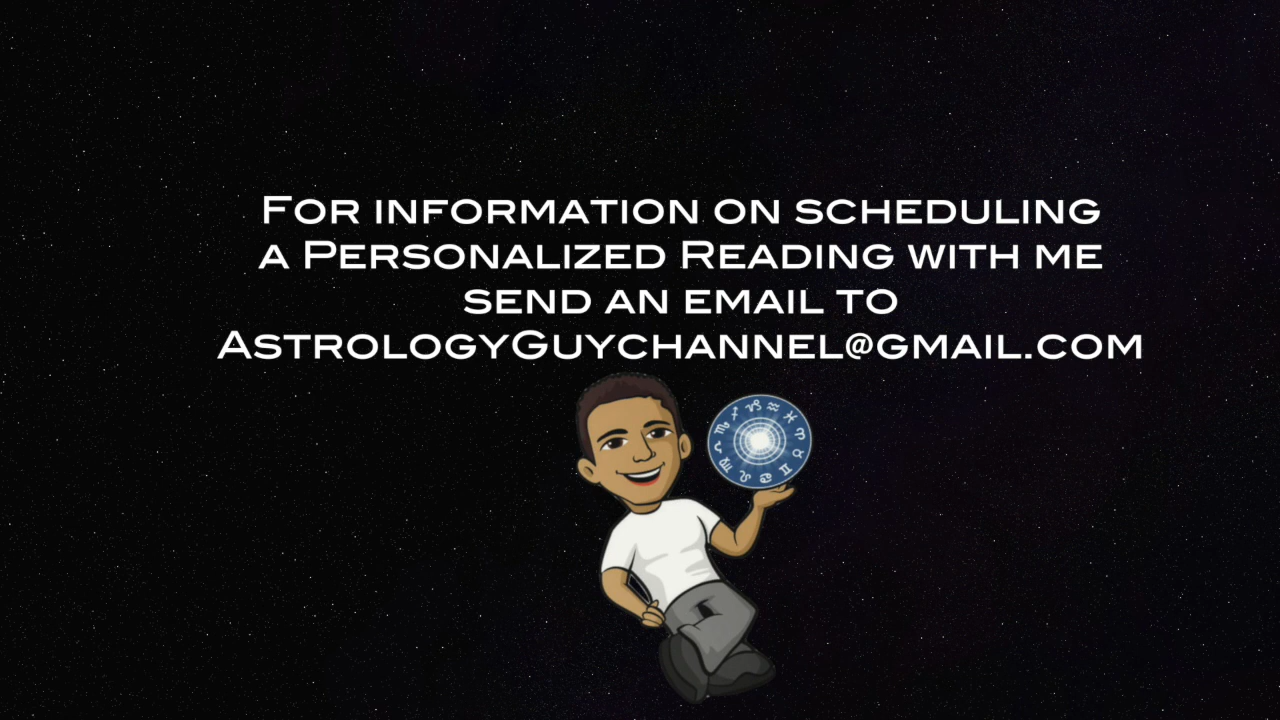 For information on scheduling
a Personalized Reading with me
send an email to
AstrologyGuychannel@gmail.com